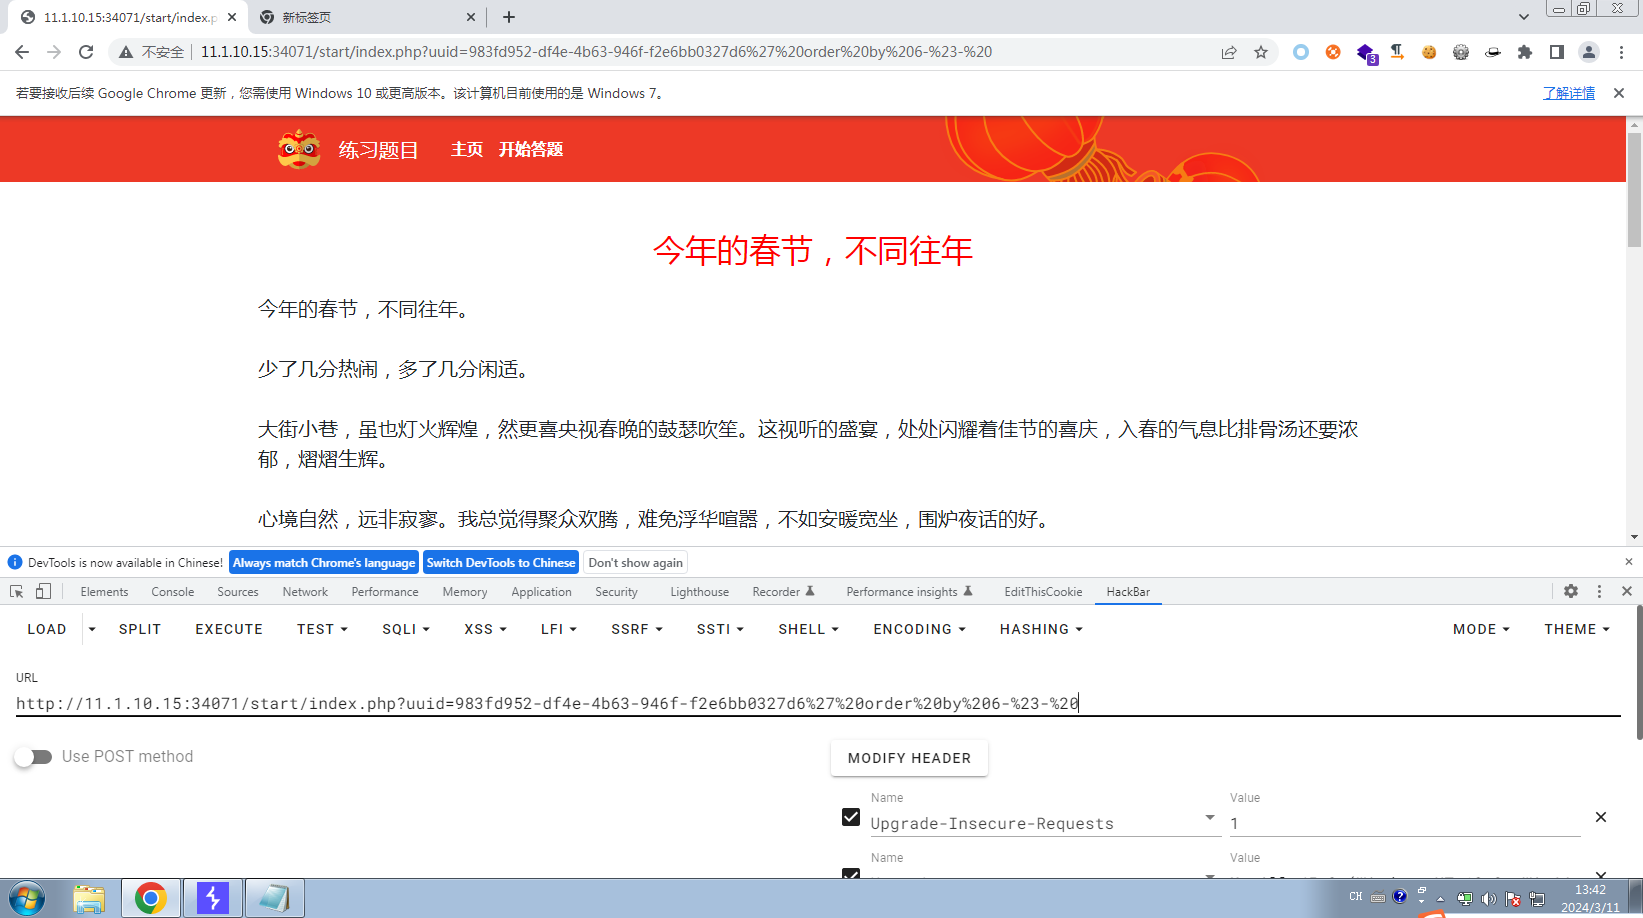 11.1.10.15:34071/start/index.p
新标签页
不安全
11.1.10.15:34071/start/index.php?uuid=983fd952-df4e-4b63-946f-f2e6bb0327d6%27%20order%20by%206-%23-%20
3
若要接收后续 Google Chrome 更新，您需使用 Windows 10 或更高版本。该计算机目前使用的是 Windows 7。
了解详情
练习题目 主页 开始答题
今年的春节，不同往年
今年的春节，不同往年。
少了几分热闹，多了几分闲适。
大街小巷，虽也灯火辉煌，然更喜央视春晚的鼓瑟吹笙。这视听的盛宴，处处闪耀着佳节的喜庆，入春的气息比排骨汤还要浓
郁，熠熠生辉。
心境自然，远非寂寥。我总觉得聚众欢腾，难免浮华喧嚣，不如安暖宽坐，围炉夜话的好。
DevTools is now available in Chinese! Always match Chrome's language Switch DevTools to Chinese Don't show again
Elements Console Sources Network Performance Memory Application Security Lighthouse Recorder Performance insights EditThisCookie HackBar
LOAD SPLIT EXECUTE TEST SQLI XSS LFI SSRF SSTI SHELL ENCODING HASHING MODE THEME
URL
http://11.1.10.15:34071/start/index.php?uuid=983fd952-df4e-4b63-946f-f2e6bb0327d6%27%20order%20by%206-%23-%20
Use POST method
MODIFY HEADER
Name Value
Upgrade-Insecure-Requests 1
Name Value
CH
13:42
2024/3/11